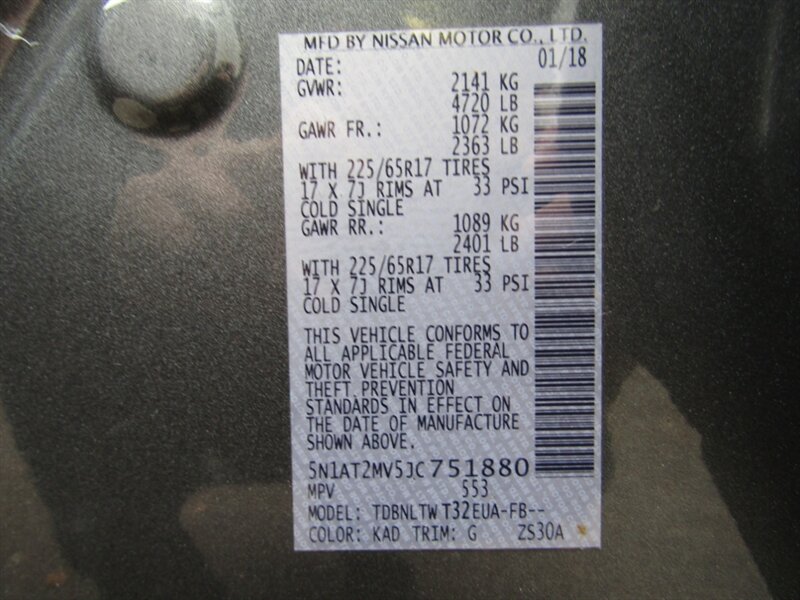 MFD BY NISSAN MOTOR CO., LTD.
DATE: 01/18
GVWR: 2141 KG
4720 LB
GAWR FR.: 1072 KG
2363 LB
WITH 225/65R17 TIRES
17 X 7J RIMS AT 33 PSI
COLD SINGLE
GAWR RR.: 1089 KG
2401 LB
WITH 225/65R17 TIRES
17 X 7J RIMS AT 33 PSI
COLD SINGLE
THIS VEHICLE CONFORMS TO
ALL APPLICABLE FEDERAL
MOTOR VEHICLE SAFETY AND
THEFT PREVENTION
STANDARDS IN EFFECT ON
THE DATE OF MANUFACTURE
SHOWN ABOVE.
5N1AT2MV5JC751880
MPV 553
MODEL: TDBNLTWT32EUA-FB--
COLOR: KAD TRIM: G ZS30A